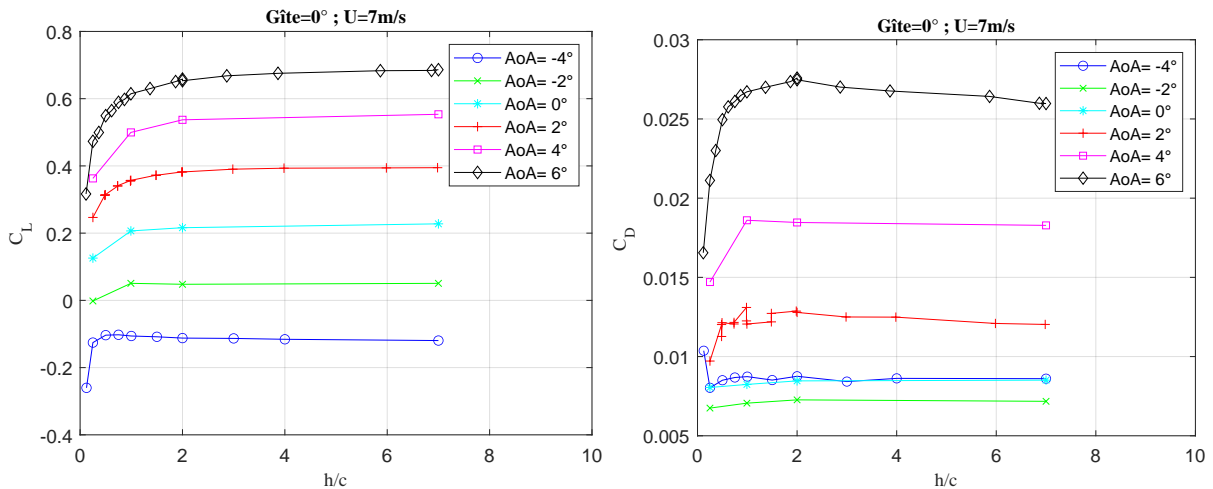 Gîte=0° ; U=7m/s
0.8
0.6
0.4
0.2
0
-0.2
-0.4
C_L
0
2
4
6
8
10
h/c
AoA= -4°
AoA= -2°
AoA= 0°
AoA= 2°
AoA= 4°
AoA= 6°
Gîte=0° ; U=7m/s
0.03
0.025
0.02
0.015
0.01
0.005
C_D
0
2
4
6
8
10
h/c
AoA= -4°
AoA= -2°
AoA= 0°
AoA= 2°
AoA= 4°
AoA= 6°